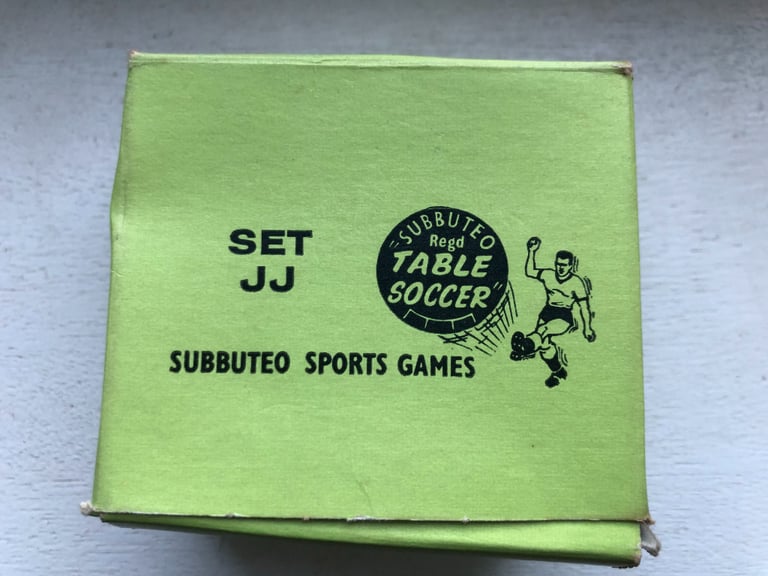 SET
JJ
"SUBBUTEO
Regd
TABLE
SOCCER"
SUBBUTEO SPORTS GAMES